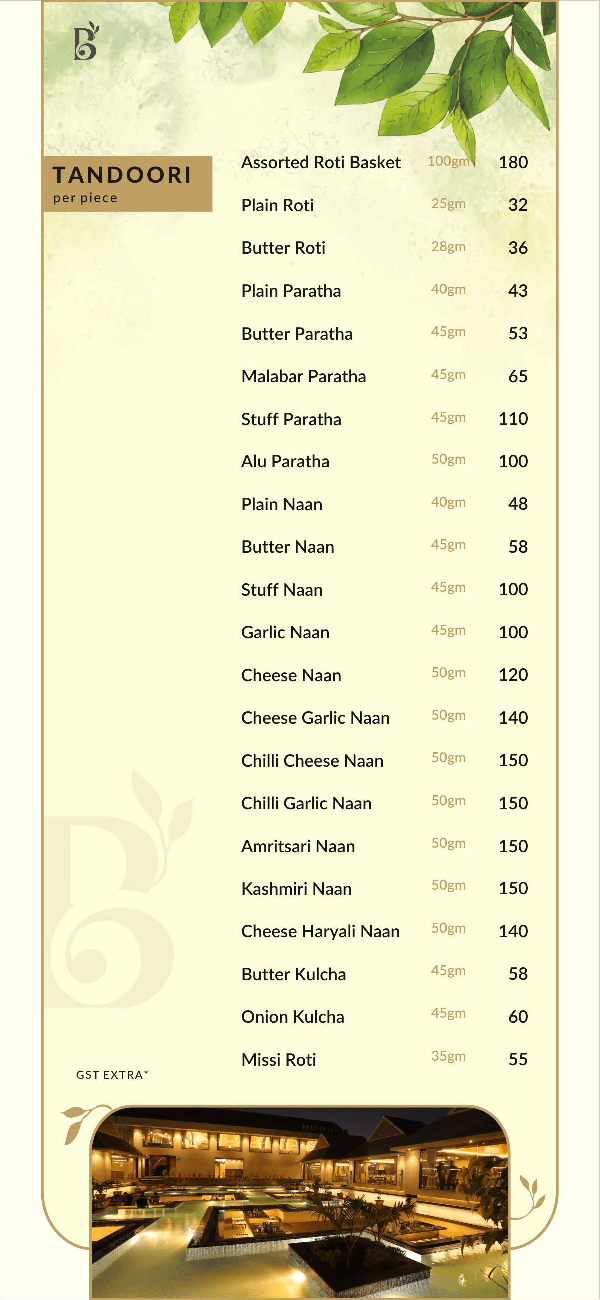 B
TANDOORI
per piece
Assorted Roti Basket 100gm 180
Plain Roti 25gm 32
Butter Roti 28gm 36
Plain Paratha 40gm 43
Butter Paratha 45gm 53
Malabar Paratha 45gm 65
Stuff Paratha 45gm 110
Alu Paratha 50gm 100
Plain Naan 40gm 48
Butter Naan 45gm 58
Stuff Naan 45gm 100
Garlic Naan 45gm 100
Cheese Naan 50gm 120
Cheese Garlic Naan 50gm 140
Chilli Cheese Naan 50gm 150
Chilli Garlic Naan 50gm 150
Amritsari Naan 50gm 150
Kashmiri Naan 50gm 150
Cheese Haryali Naan 50gm 140
Butter Kulcha 45gm 58
Onion Kulcha 45gm 60
Missi Roti 35gm 55
B
GST EXTRA*